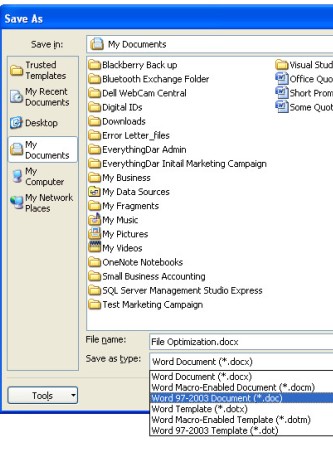 Save As
Save in:
My Documents
Trusted Templates
My Recent Documents
Desktop
My Documents
My Computer
My Network Places
Blackberry Back up
Bluetooth Exchange Folder
Dell WebCam Central
Digital IDs
Downloads
Error Letter_files
EverythingDar Admin
EverythingDar Initail Marketing Campaign
My Business
My Data Sources
My Fragments
My Music
My Pictures
My Videos
OneNote Notebooks
Small Business Accounting
SQL Server Management Studio Express
Test Marketing Campaign
Visual Stud
Office Quo
Short Prom
Some Quot
File name:
File Optimization.docx
Save as type:
Word Document (*.docx)
Word Document (*.docx)
Word Macro-Enabled Document (*.docm)
Word 97-2003 Document (*.doc)
Word Template (*.dotx)
Word Macro-Enabled Template (*.dotm)
Word 97-2003 Template (*.dot)
Tools